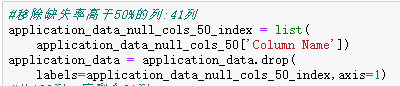 #移除缺失率高于50%的列:41列
application_data_null_cols_50_index = list(
    application_data_null_cols_50['Column Name'])
application_data = application_data.drop(
    labels=application_data_null_cols_50_index,axis=1)